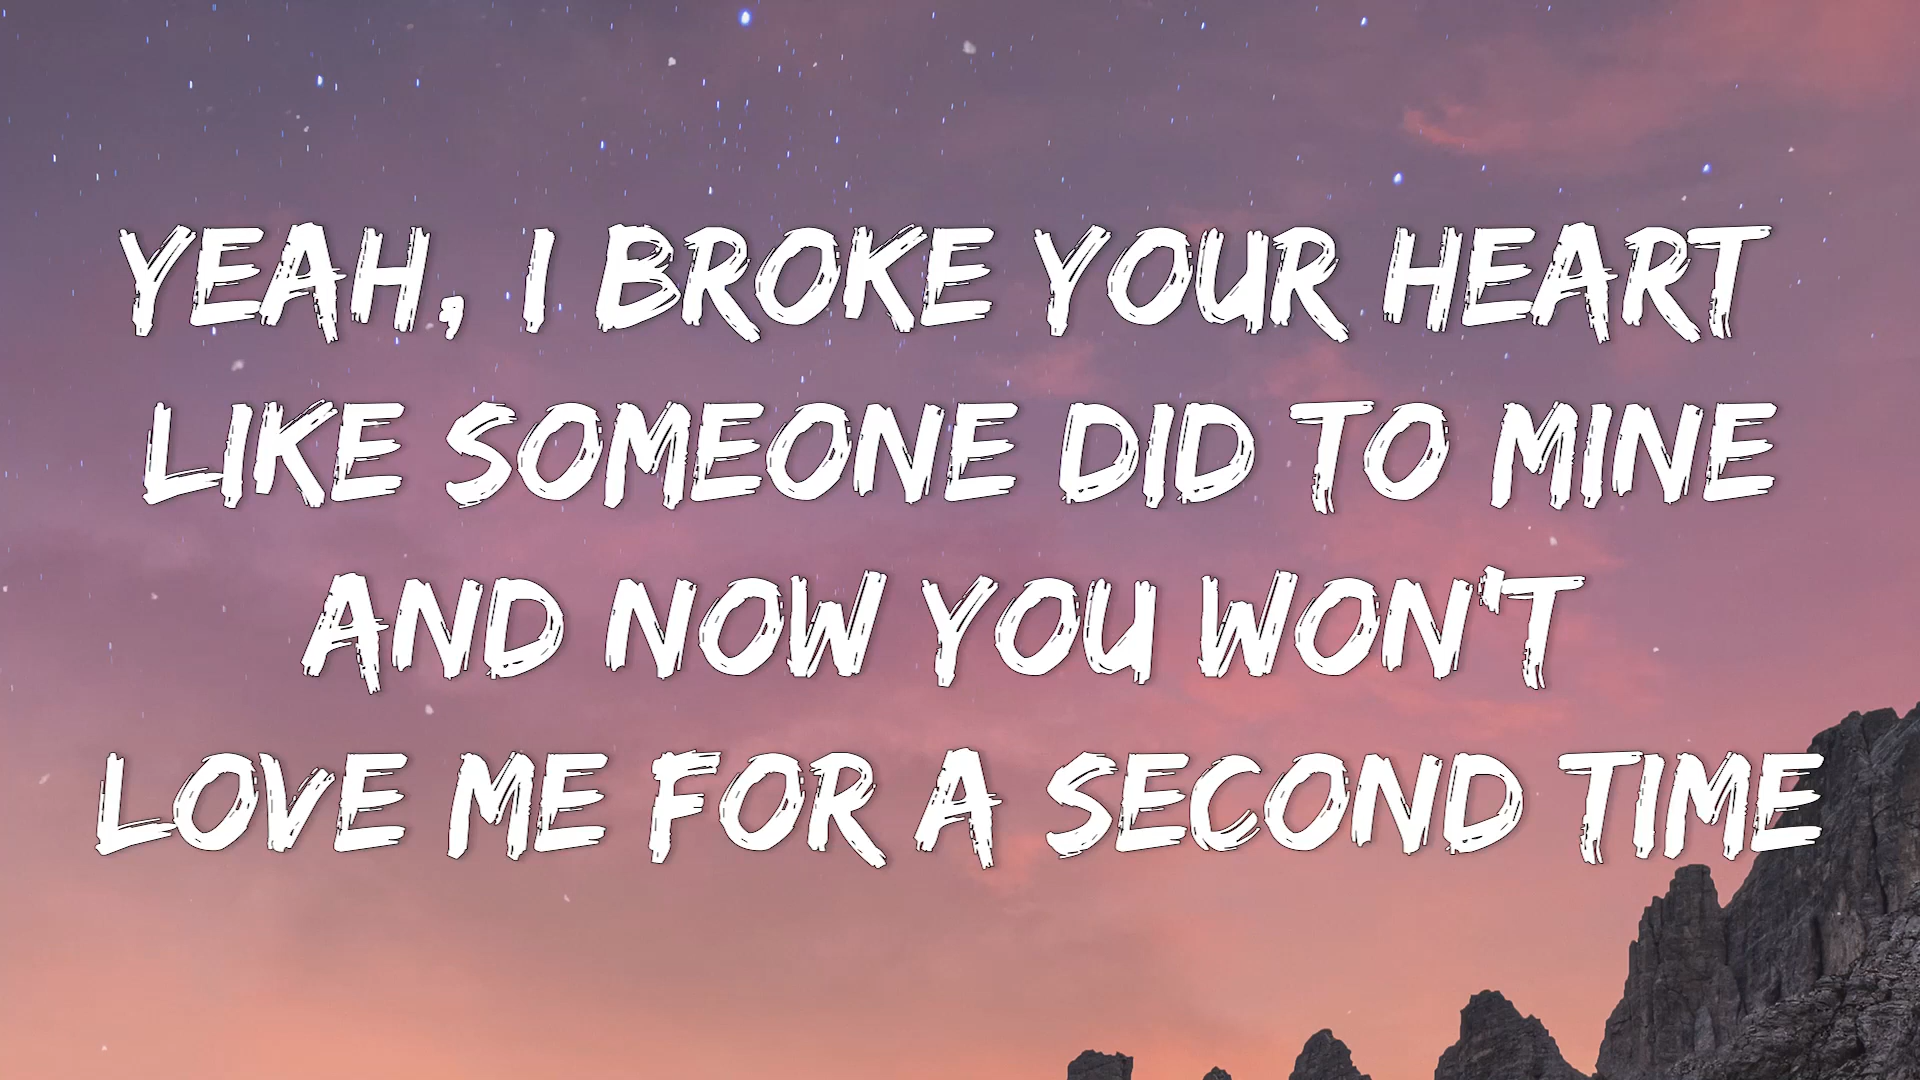 YEAH, I BROKE YOUR HEART
LIKE SOMEONE DID TO MINE
AND NOW YOU WON'T
LOVE ME FOR A SECOND TIME